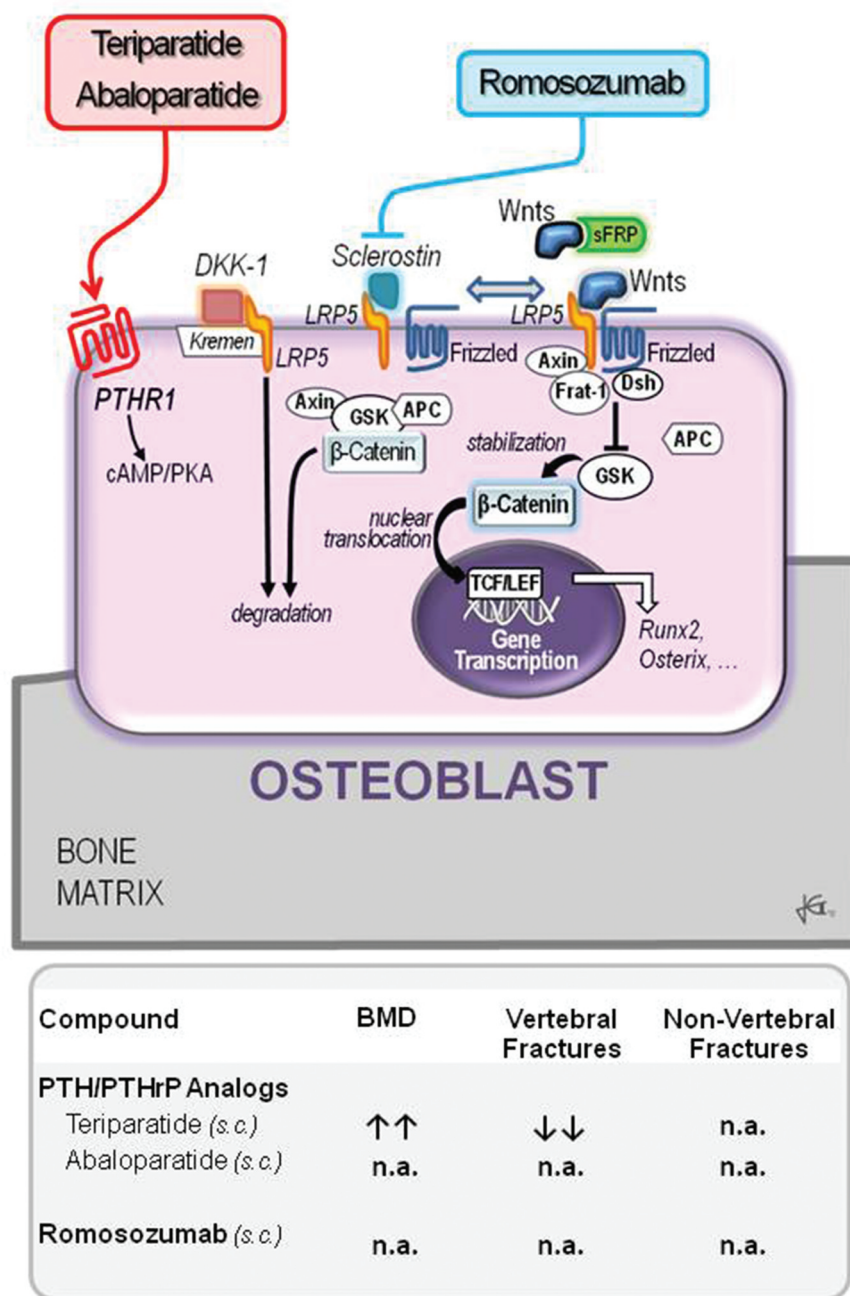 Teriparatide
Abaloparatide
Romosozumab
Wnts
sFRP
DKK-1
Sclerostin
Wnts
LRP5
LRP5
Kremen
LRP5
Frizzled
Frizzled
Axin
Frat-1
Dsh
PTHR1
cAMP/PKA
Axin
GSK
APC
β-Catenin
stabilization
APC
GSK
β-Catenin
nuclear
translocation
degradation
TCF/LEF
Gene
Transcription
Runx2,
Osterix, ...
OSTEOBLAST
BONE
MATRIX
Compound BMD Vertebral Fractures Non-Vertebral Fractures
PTH/PTHrP Analogs
Teriparatide (s.c.) ↑↑ ↓↓ n.a.
Abaloparatide (s.c.) n.a. n.a. n.a.
Romosozumab (s.c.) n.a. n.a. n.a.